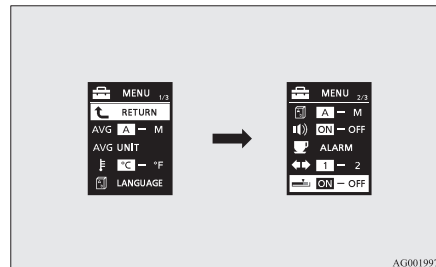 MENU 1/3
RETURN
AVG A - M
AVG UNIT
°C - °F
LANGUAGE
MENU 2/3
A - M
ON - OFF
ALARM
1 - 2
ON - OFF
AG001997